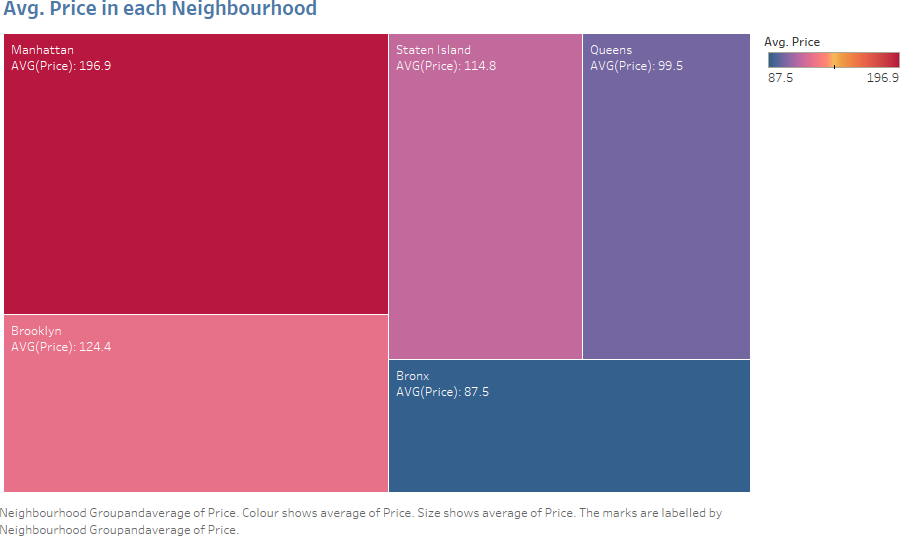 Avg. Price in each Neighbourhood
Manhattan
AVG(Price): 196.9
Staten Island
AVG(Price): 114.8
Queens
AVG(Price): 99.5
Avg. Price
87.5 196.9
Brooklyn
AVG(Price): 124.4
Bronx
AVG(Price): 87.5
Neighbourhood Groupandaverage of Price. Colour shows average of Price. Size shows average of Price. The marks are labelled by
Neighbourhood Groupandaverage of Price.